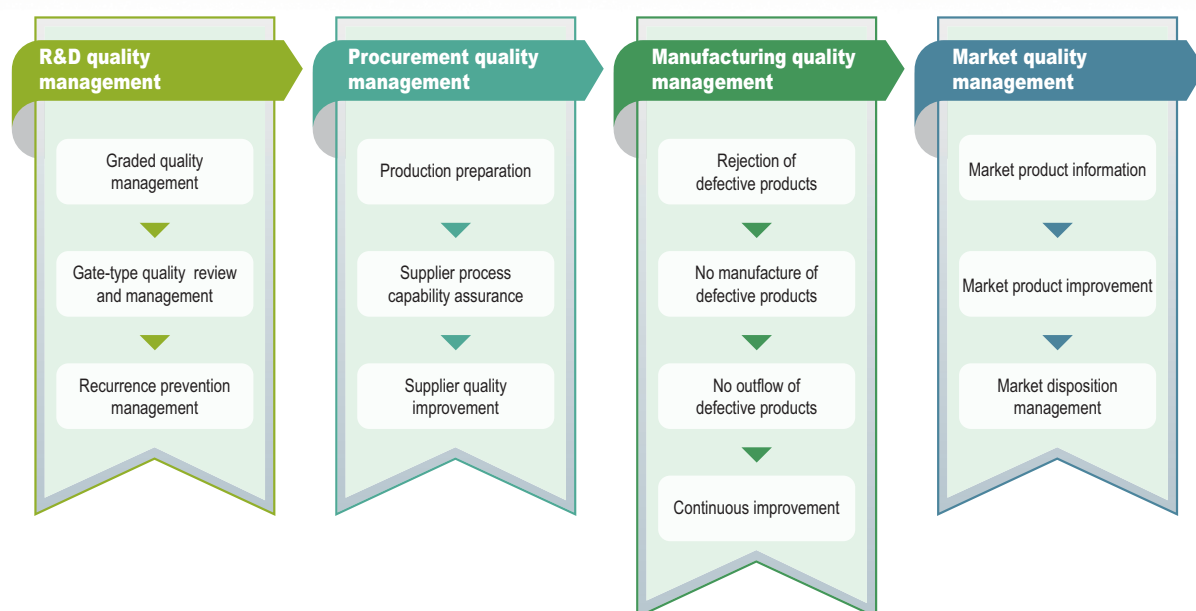 R&D quality
management
Graded quality
management
Gate-type quality review
and management
Recurrence prevention
management
Procurement quality
management
Production preparation
Supplier process
capability assurance
Supplier quality
improvement
Manufacturing quality
management
Rejection of
defective products
No manufacture of
defective products
No outflow of
defective products
Continuous improvement
Market quality
management
Market product information
Market product improvement
Market disposition
management